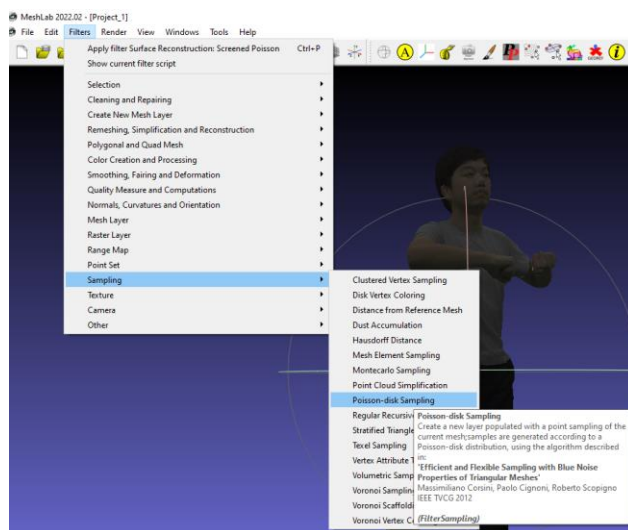 MeshLab 2022.02 - [Project_1]
File Edit Filters Render View Windows Tools Help
Apply filter Surface Reconstruction: Screened Poisson Ctrl+P
Show current filter script
Selection
Cleaning and Repairing
Create New Mesh Layer
Remeshing, Simplification and Reconstruction
Polygonal and Quad Mesh
Color Creation and Processing
Smoothing, Fairing and Deformation
Quality Measure and Computations
Normals, Curvatures and Orientation
Mesh Layer
Raster Layer
Range Map
Point Set
Sampling
Texture
Camera
Other
Clustered Vertex Sampling
Disk Vertex Coloring
Distance from Reference Mesh
Dust Accumulation
Hausdorff Distance
Mesh Element Sampling
Montecarlo Sampling
Point Cloud Simplification
Poisson-disk Sampling
Regular Recursiv
Stratified Triangle
Texel Sampling
Vertex Attribute T
Volumetric Samp
Voronoi Sampling
Voronoi Scaffoldi
Voronoi Vertex C
Poisson-disk Sampling
Create a new layer populated with a point sampling of the
current mesh;samples are generated according to a
Poisson-disk distribution, using the algorithm described
in:
'Efficient and Flexible Sampling with Blue Noise
Properties of Triangular Meshes'
Massimiliano Corsini, Paolo Cignoni, Roberto Scopigno
IEEE TVCG 2012
(FilterSampling)